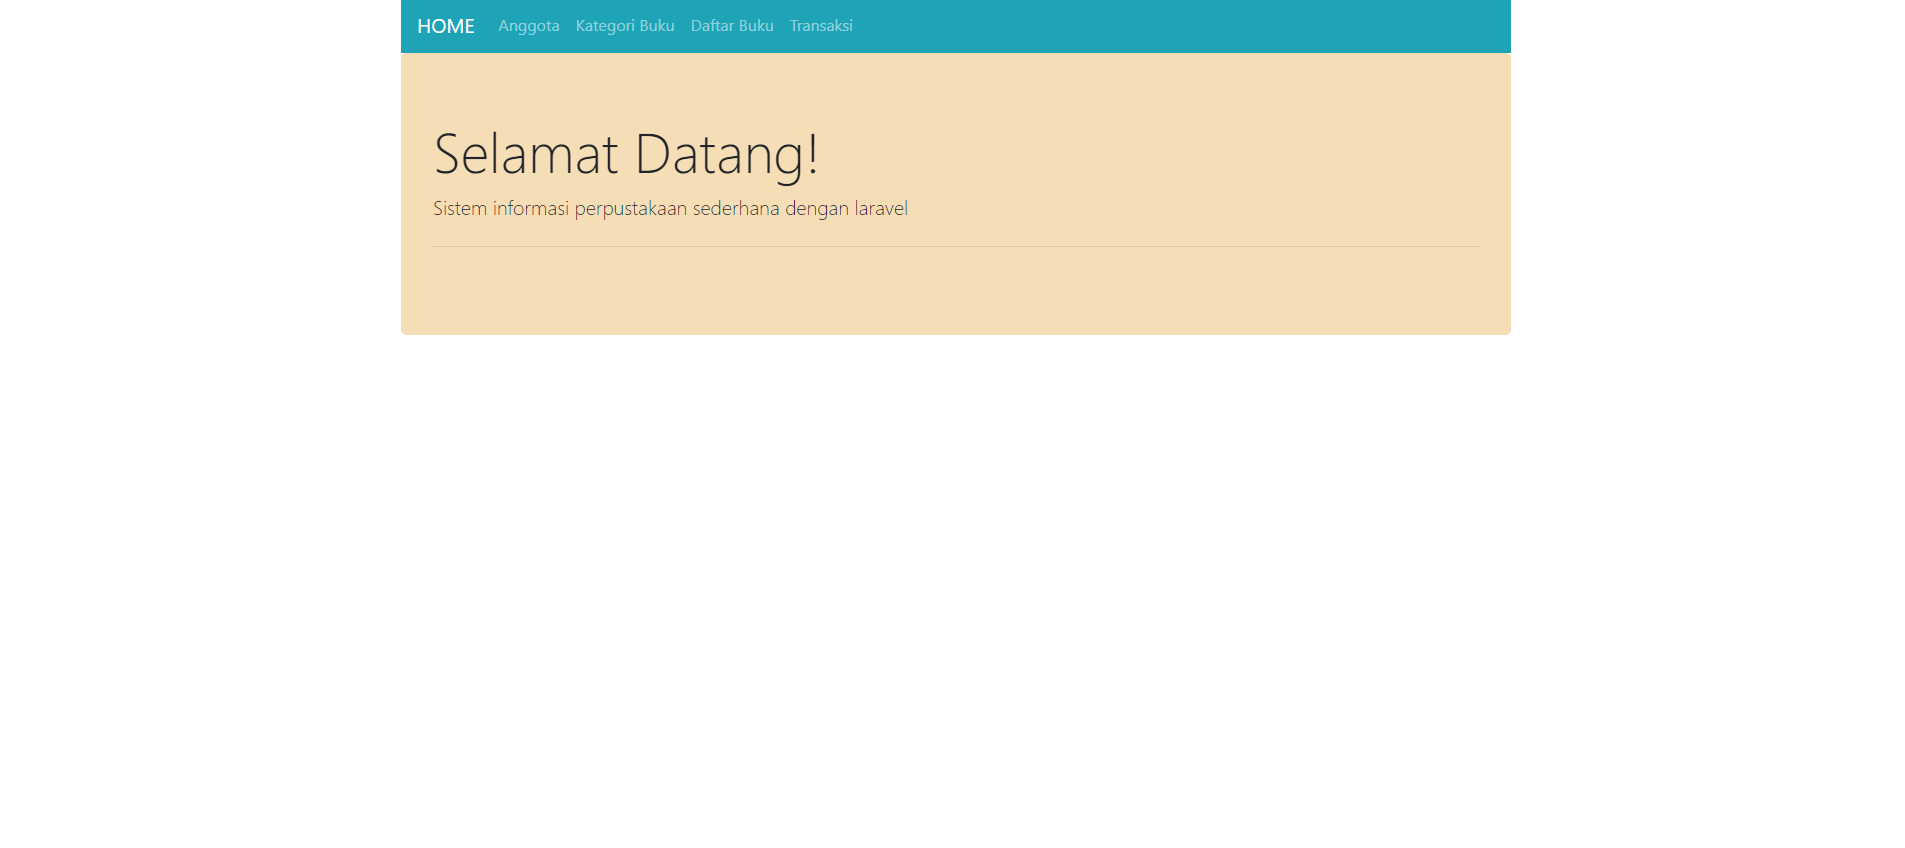 HOME Anggota Kategori Buku Daftar Buku Transaksi
Selamat Datang!
Sistem informasi perpustakaan sederhana dengan laravel